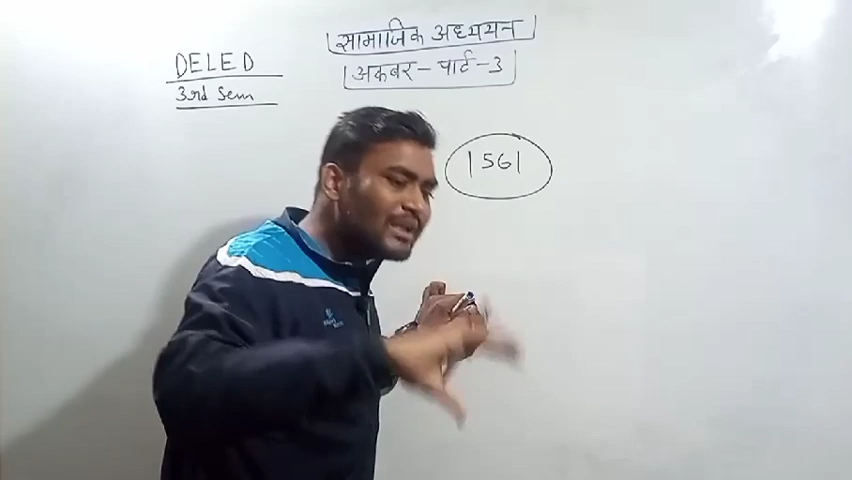 सामाजिक अध्ययन
DELED
अकबर - पार्ट - 3
3rd Sem
1561